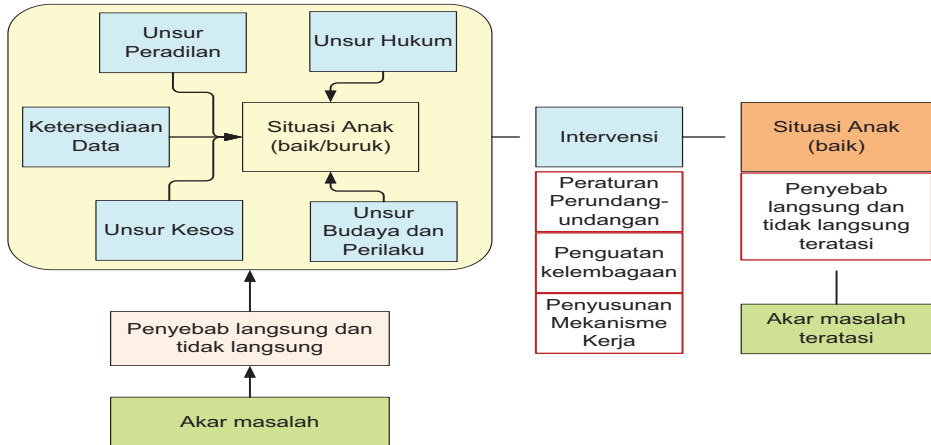 Unsur
Peradilan
Unsur Hukum
Ketersediaan
Data
Situasi Anak
(baik/buruk)
Unsur Kesos
Unsur
Budaya dan
Perilaku
Penyebab langsung dan
tidak langsung
Akar masalah
Intervensi
Peraturan
Perundang-
undangan
Penguatan
kelembagaan
Penyusunan
Mekanisme
Kerja
Situasi Anak
(baik)
Penyebab
langsung dan
tidak langsung
teratasi
Akar masalah
teratasi